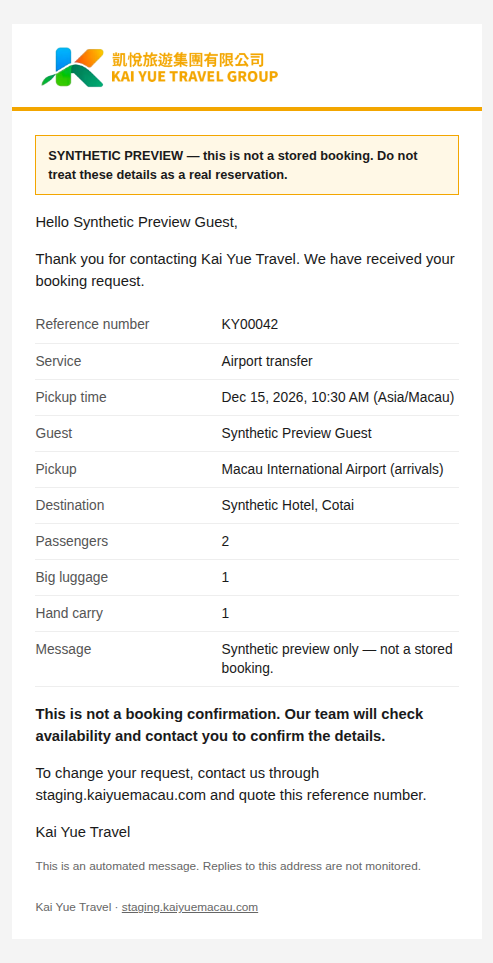 凱悅旅遊集團有限公司
KAI YUE TRAVEL GROUP
SYNTHETIC PREVIEW — this is not a stored booking. Do not
treat these details as a real reservation.
Hello Synthetic Preview Guest,
Thank you for contacting Kai Yue Travel. We have received your
booking request.
Reference number KY00042
Service Airport transfer
Pickup time Dec 15, 2026, 10:30 AM (Asia/Macau)
Guest Synthetic Preview Guest
Pickup Macau International Airport (arrivals)
Destination Synthetic Hotel, Cotai
Passengers 2
Big luggage 1
Hand carry 1
Message Synthetic preview only — not a stored
booking.
This is not a booking confirmation. Our team will check
availability and contact you to confirm the details.
To change your request, contact us through
staging.kaiyuemacau.com and quote this reference number.
Kai Yue Travel
This is an automated message. Replies to this address are not monitored.
Kai Yue Travel · staging.kaiyuemacau.com